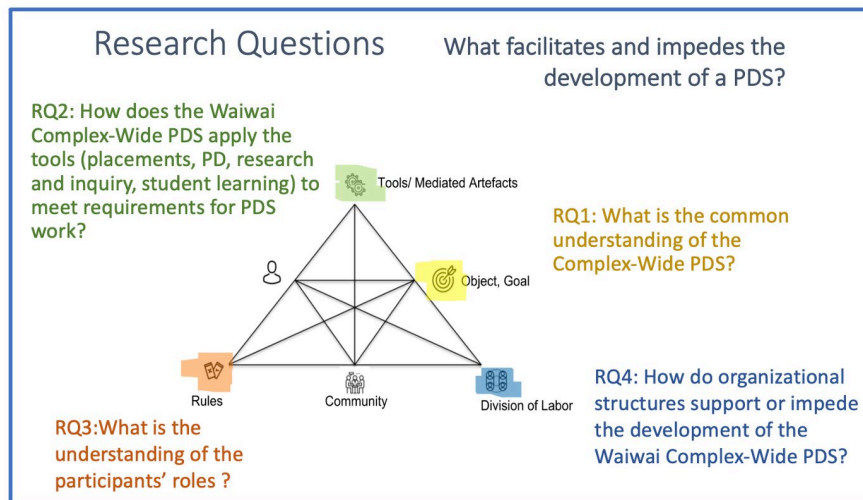 Research Questions
What facilitates and impedes the
development of a PDS?
RQ2: How does the Waiwai
Complex-Wide PDS apply the
tools (placements, PD, research
and inquiry, student learning) to
meet requirements for PDS
work?
Tools/ Mediated Artefacts
RQ1: What is the common
understanding of the
Complex-Wide PDS?
Object, Goal
Rules
Community
Division of Labor
RQ3:What is the
understanding of the
participants’ roles ?
RQ4: How do organizational
structures support or impede
the development of the
Waiwai Complex-Wide PDS?